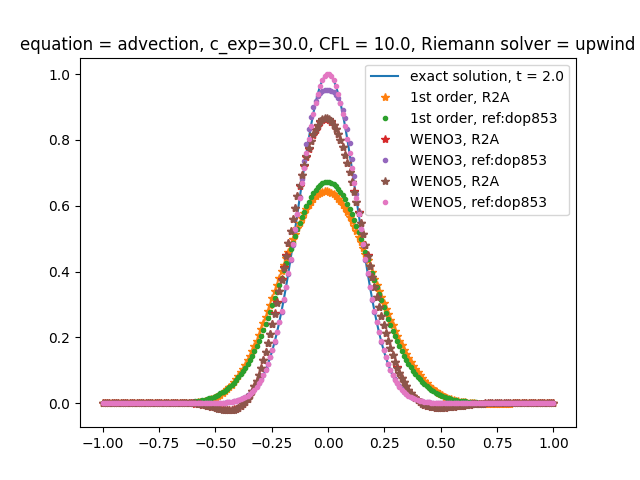 equation = advection, c_exp=30.0, CFL = 10.0, Riemann solver = upwind
exact solution, t = 2.0
1st order, R2A
1st order, ref:dop853
WENO3, R2A
WENO3, ref:dop853
WENO5, R2A
WENO5, ref:dop853
1.0
0.8
0.6
0.4
0.2
0.0
−1.00 −0.75 −0.50 −0.25 0.00 0.25 0.50 0.75 1.00